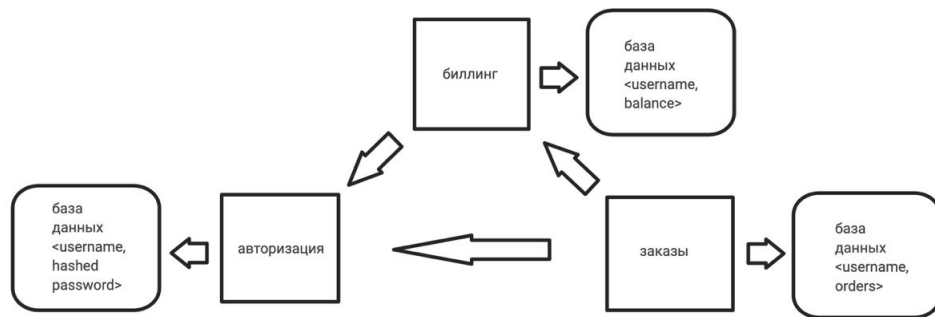 биллинг
база
данных
<username,
balance>
база
данных
<username,
hashed
password>
авторизация
заказы
база
данных
<username,
orders>